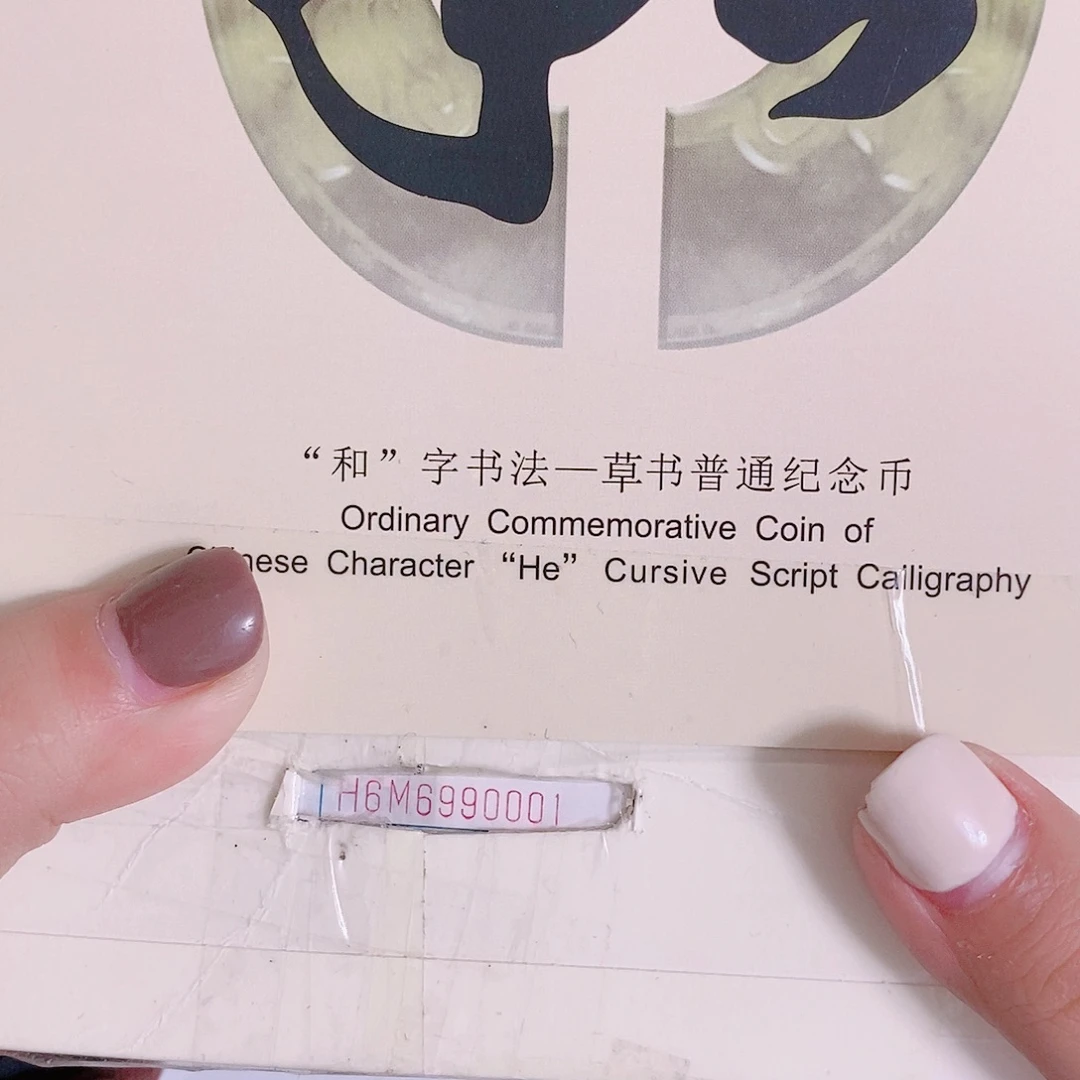 “和”字书法—草书普通纪念币
Ordinary Commemorative Coin of
Character “He” Cursive Script Calligraphy
H6M6990001